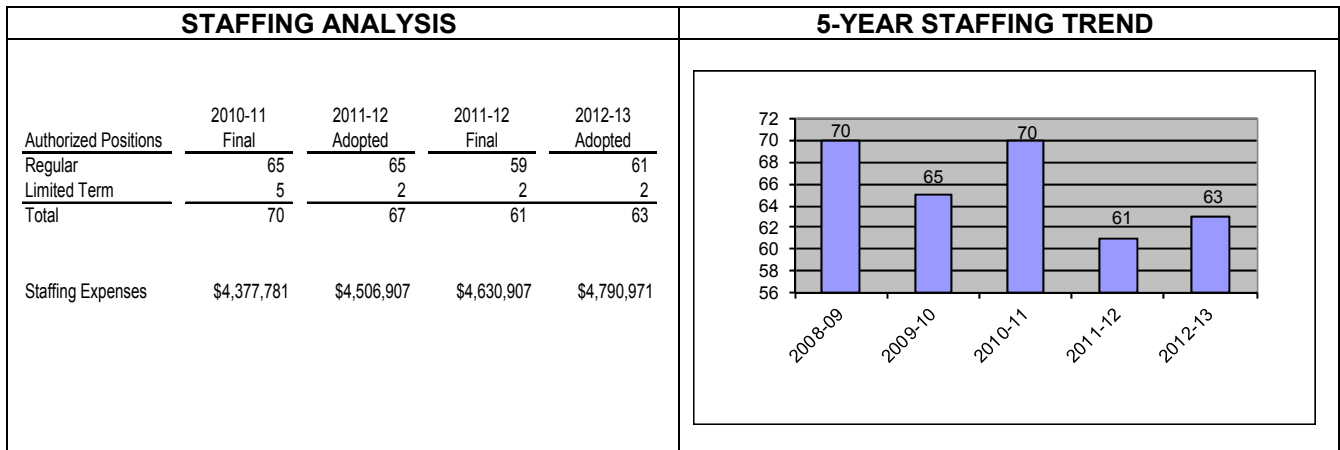 STAFFING ANALYSIS
2010-11 2011-12 2011-12 2012-13
Authorized Positions Final Adopted Final Adopted
Regular 65 65 59 61
Limited Term 5 2 2 2
Total 70 67 61 63
Staffing Expenses $4,377,781 $4,506,907 $4,630,907 $4,790,971
5-YEAR STAFFING TREND
72
70
68
66
64
62
60
58
56
70
65
70
61
63
2008-09
2009-10
2010-11
2011-12
2012-13